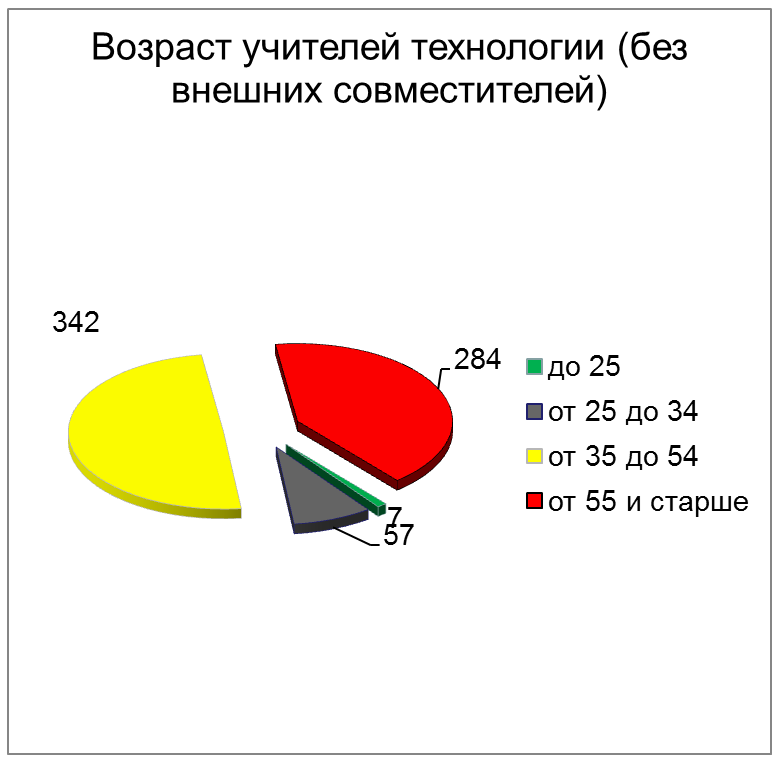 Возраст учителей технологии (без
внешних совместителей)
342
284
7
57
до 25
от 25 до 34
от 35 до 54
от 55 и старше